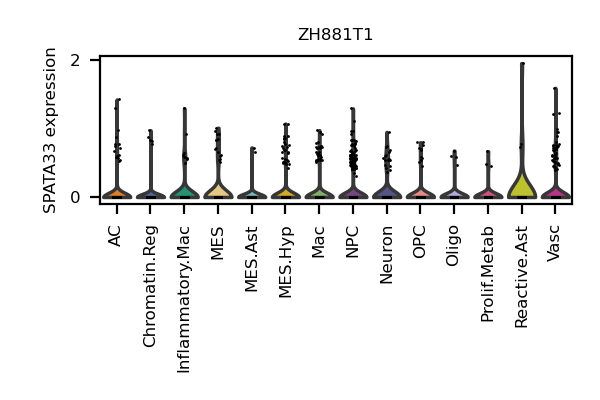 ZH881T1
SPATA33 expression
2
0
AC
Chromatin.Reg
Inflammatory.Mac
MES
MES.Ast
MES.Hyp
Mac
NPC
Neuron
OPC
Oligo
Prolif.Metab
Reactive.Ast
Vasc